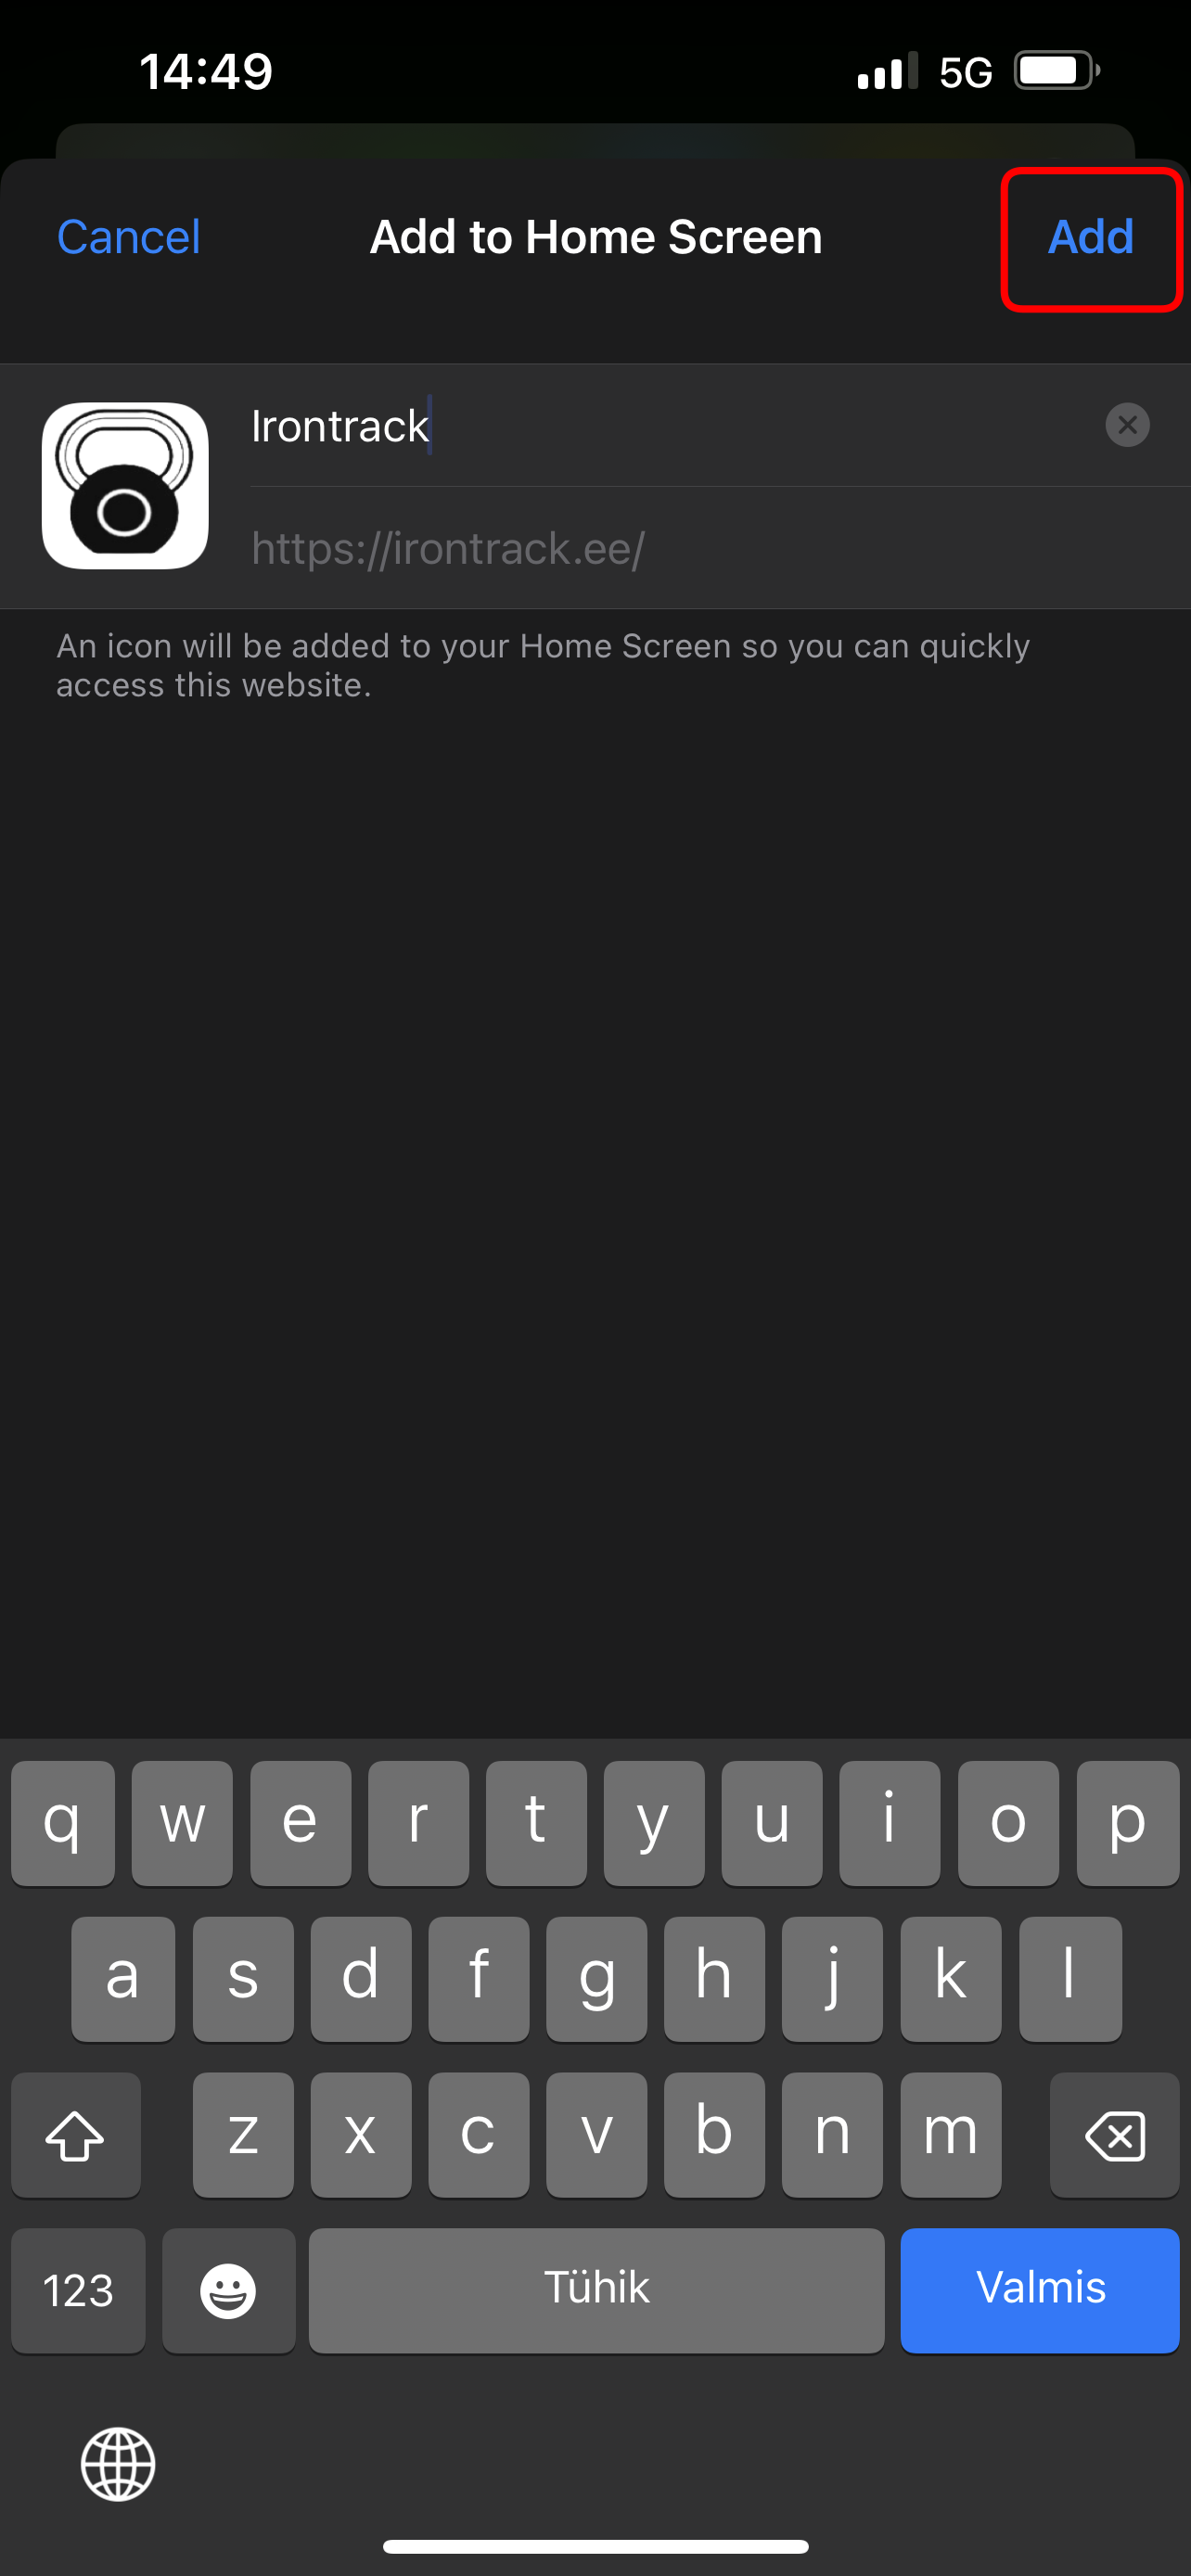 14:49 5G
Cancel Add to Home Screen Add
Irontrack
https://irontrack.ee/
An icon will be added to your Home Screen so you can quickly
access this website.
q w e r t y u i o p
a s d f g h j k l
z x c v b n m
123 Tühik Valmis